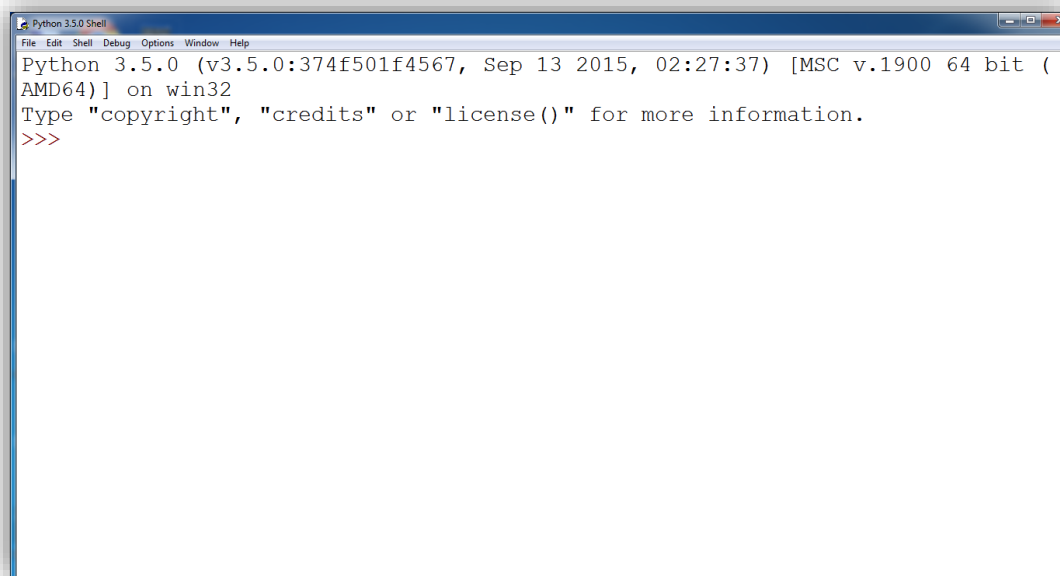 Python 3.5.0 Shell
File Edit Shell Debug Options Window Help
Python 3.5.0 (v3.5.0:374f501f4567, Sep 13 2015, 02:27:37) [MSC v.1900 64 bit (
AMD64)] on win32
Type "copyright", "credits" or "license()" for more information.
>>>